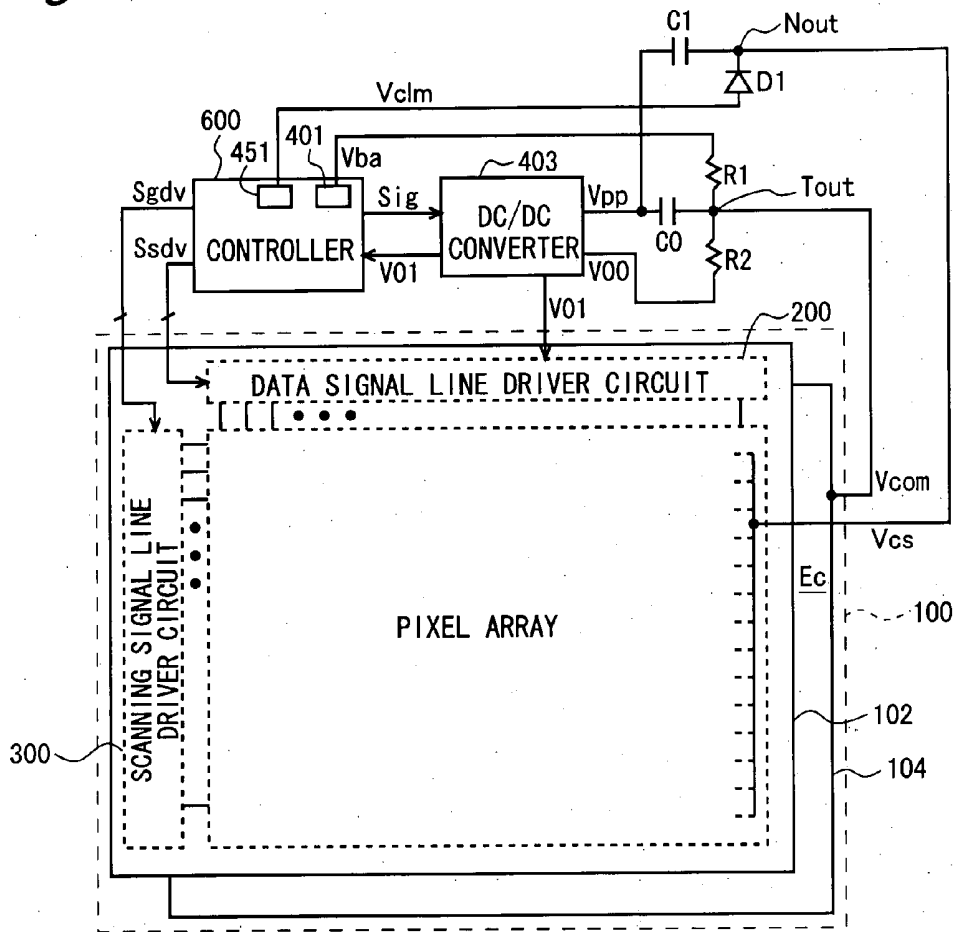 C1
Nout
D1
Vclm
600
451
401
Vba
403
R1
Sgdv
Sig
Vpp
Tout
Ssdv
CONTROLLER
DC/DC
CONVERTER
C0
R2
V01
V00
V01
200
DATA SIGNAL LINE DRIVER CIRCUIT
Vcom
Vcs
SCANNING SIGNAL LINE
DRIVER CIRCUIT
Ec
100
PIXEL ARRAY
102
300
104